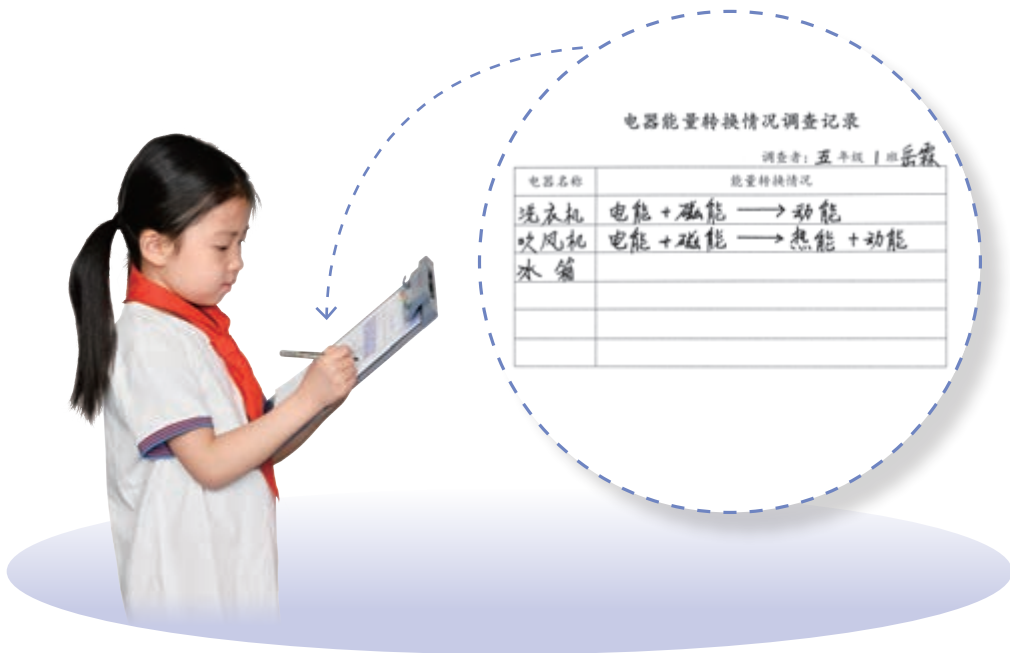 电器能量转换情况调查记录
调查者：五年级1班岳霖
电器名称 能量转换情况
洗衣机 电能+磁能→动能
吹风机 电能+磁能→热能+动能
冰箱